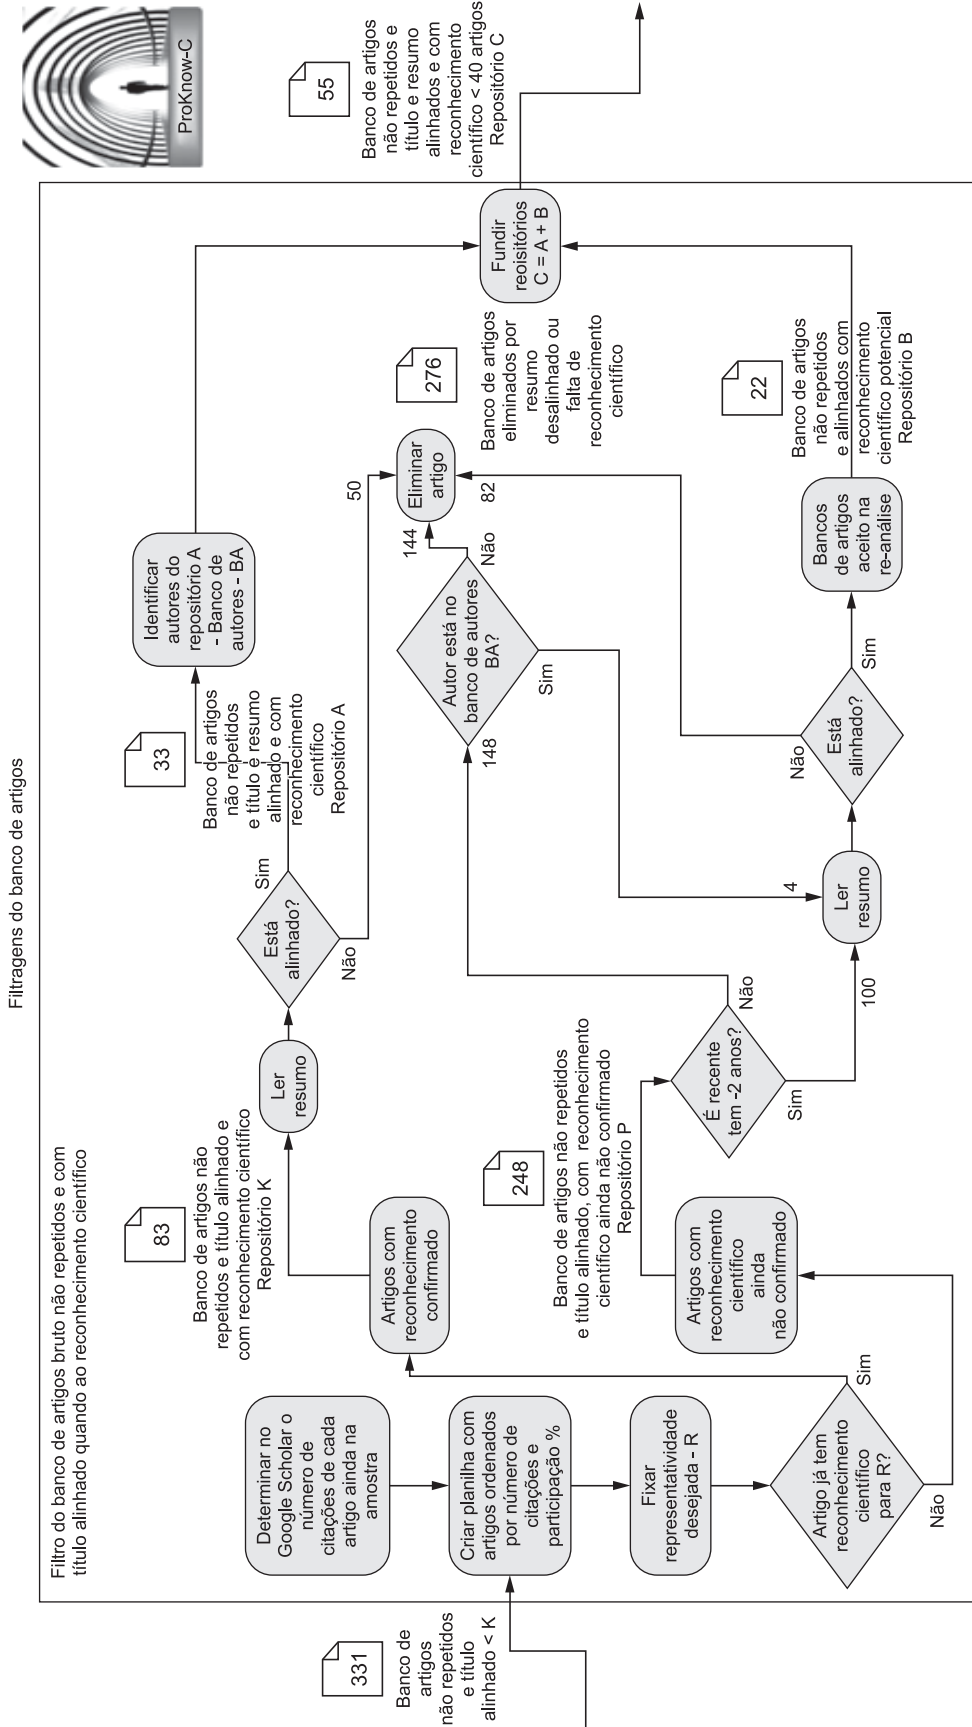 Filtragens do banco de artigos
ProKnow-C
Filtro do banco de artigos bruto não repetidos e com
título alinhado quando ao reconhecimento científico
331
Banco de
artigos
não repetidos
e título
alinhado < K
Determinar no
Google Scholar o
número de
citações de cada
artigo ainda na
amostra
Criar planilha com
artigos ordenados
por número de
citações e
participação %
Fixar
representatividade
desejada - R
Artigo já tem
reconhecimento
científico
para R?
Sim
Não
Artigos com
reconhecimento
confirmado
83
Banco de artigos não
repetidos e título alinhado e
com reconhecimento científico
Repositório K
Ler
resumo
Está
alinhado?
Sim
Não
33
Banco de artigos
não repetidos
e título e resumo
alinhado e com
reconhecimento
científico
Repositório A
Identificar
autores do
repositório A
- Banco de
autores - BA
50
Artigos com
reconhecimento
científico
ainda
não confirmado
248
Banco de artigos não repetidos
e título alinhado, com reconhecimento
científico ainda não confirmado
Repositório P
É recente
tem -2 anos?
Não
Sim
148
100
Autor está no
banco de autores
BA?
Não
Sim
144
4
Eliminar
artigo
82
276
Banco de artigos
eliminados por
resumo
desalinhado ou
falta de
reconhecimento
científico
Ler
resumo
Está
alinhado?
Não
Sim
Bancos
de artigos
aceito na
re-análise
22
Banco de artigos
não repetidos
e alinhados com
reconhecimento
científico potencial
Repositório B
Fundir
reoisitórios
C = A + B
55
Banco de artigos
não repetidos e
título e resumo
alinhados e com
reconhecimento
científico < 40 artigos
Repositório C